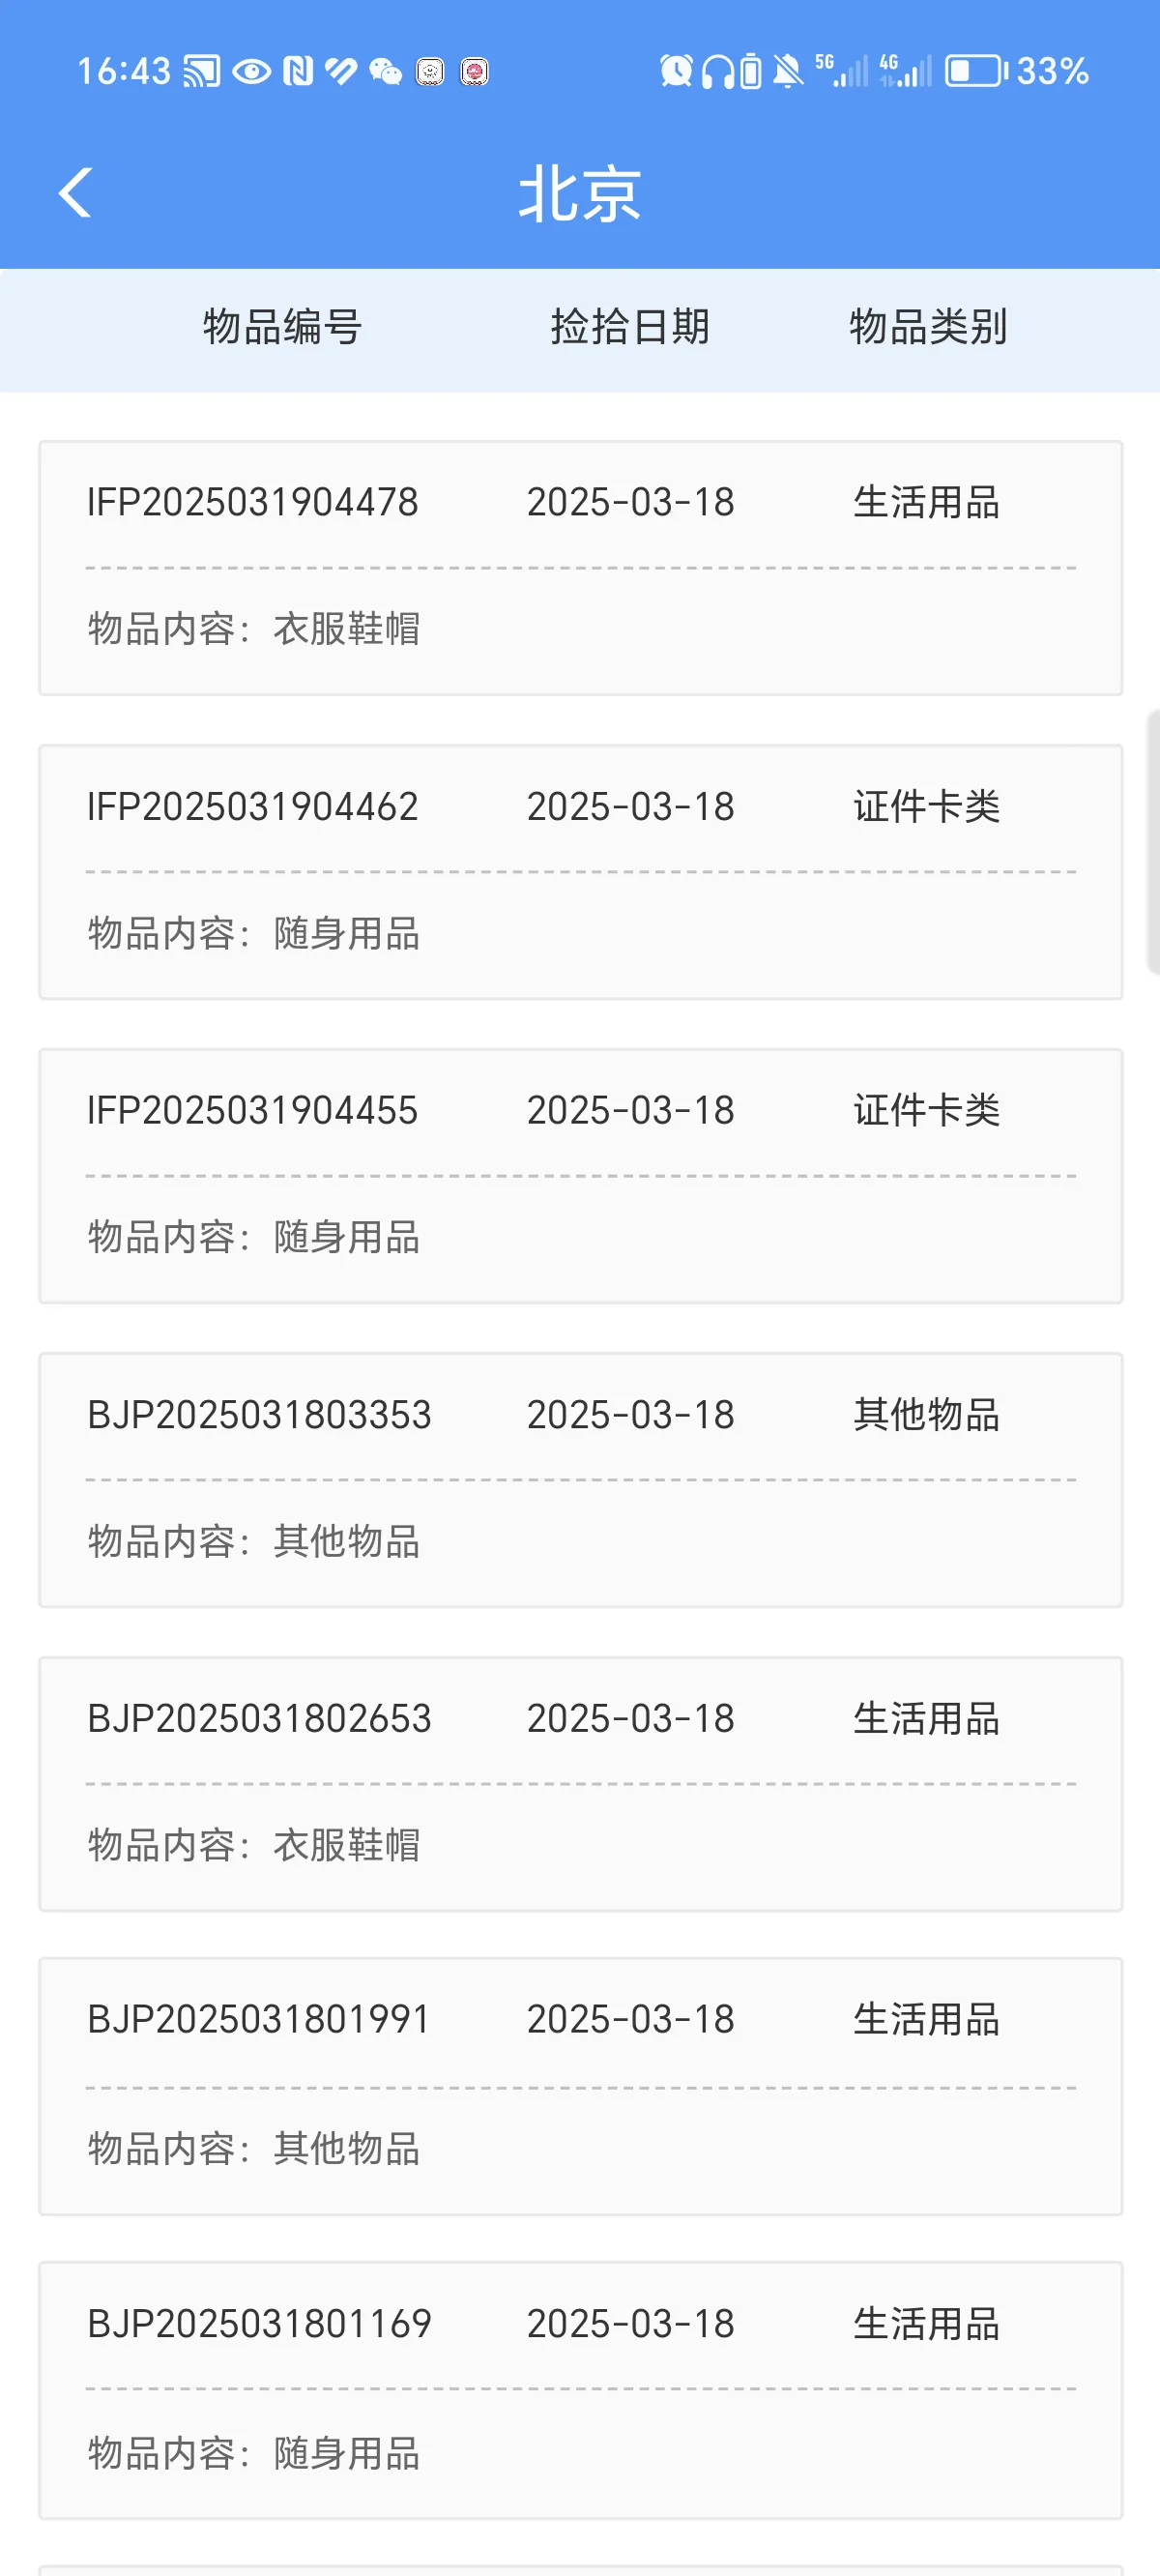 16:43 5G 4G 33%
北京
物品编号 捡拾日期 物品类别
IFP2025031904478 2025-03-18 生活用品
物品内容：衣服鞋帽
IFP2025031904462 2025-03-18 证件卡类
物品内容：随身用品
IFP2025031904455 2025-03-18 证件卡类
物品内容：随身用品
BJP2025031803353 2025-03-18 其他物品
物品内容：其他物品
BJP2025031802653 2025-03-18 生活用品
物品内容：衣服鞋帽
BJP2025031801991 2025-03-18 生活用品
物品内容：其他物品
BJP2025031801169 2025-03-18 生活用品
物品内容：随身用品